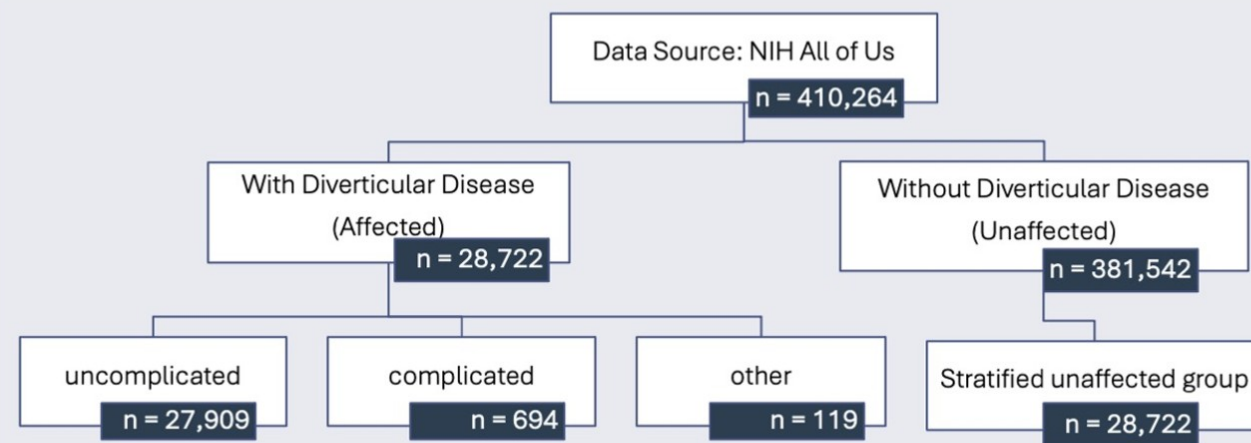 Data Source: NIH All of Us
n = 410,264
With Diverticular Disease
(Affected)
n = 28,722
Without Diverticular Disease
(Unaffected)
n = 381,542
uncomplicated
n = 27,909
complicated
n = 694
other
n = 119
Stratified unaffected group
n = 28,722